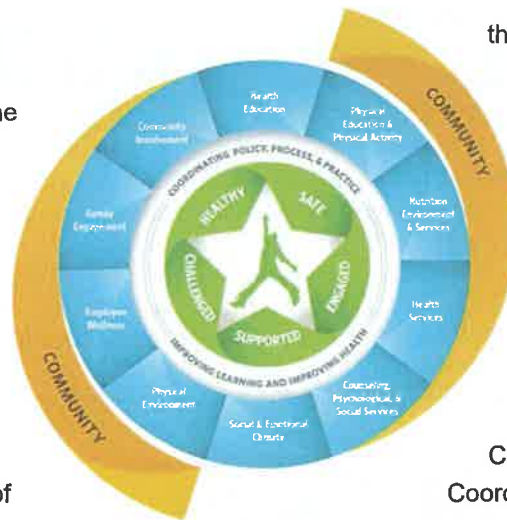 th
ne
COMMUNITY
Health
Education
Physical
Education &
Physical Activity
Nutrition
Environment
& Services
Health
Services
Counseling,
Psychological, &
Social Services
Social & Emotional
Climate
Physical
Environment
Employee
Wellness
Family
Engagement
Community
Involvement
COORDINATING POLICY, PROCESS, & PRACTICE
IMPROVING LEARNING AND IMPROVING HEALTH
HEALTHY
SAFE
ENGAGED
SUPPORTED
CHALLENGED
COMMUNITY
of
C
Coord